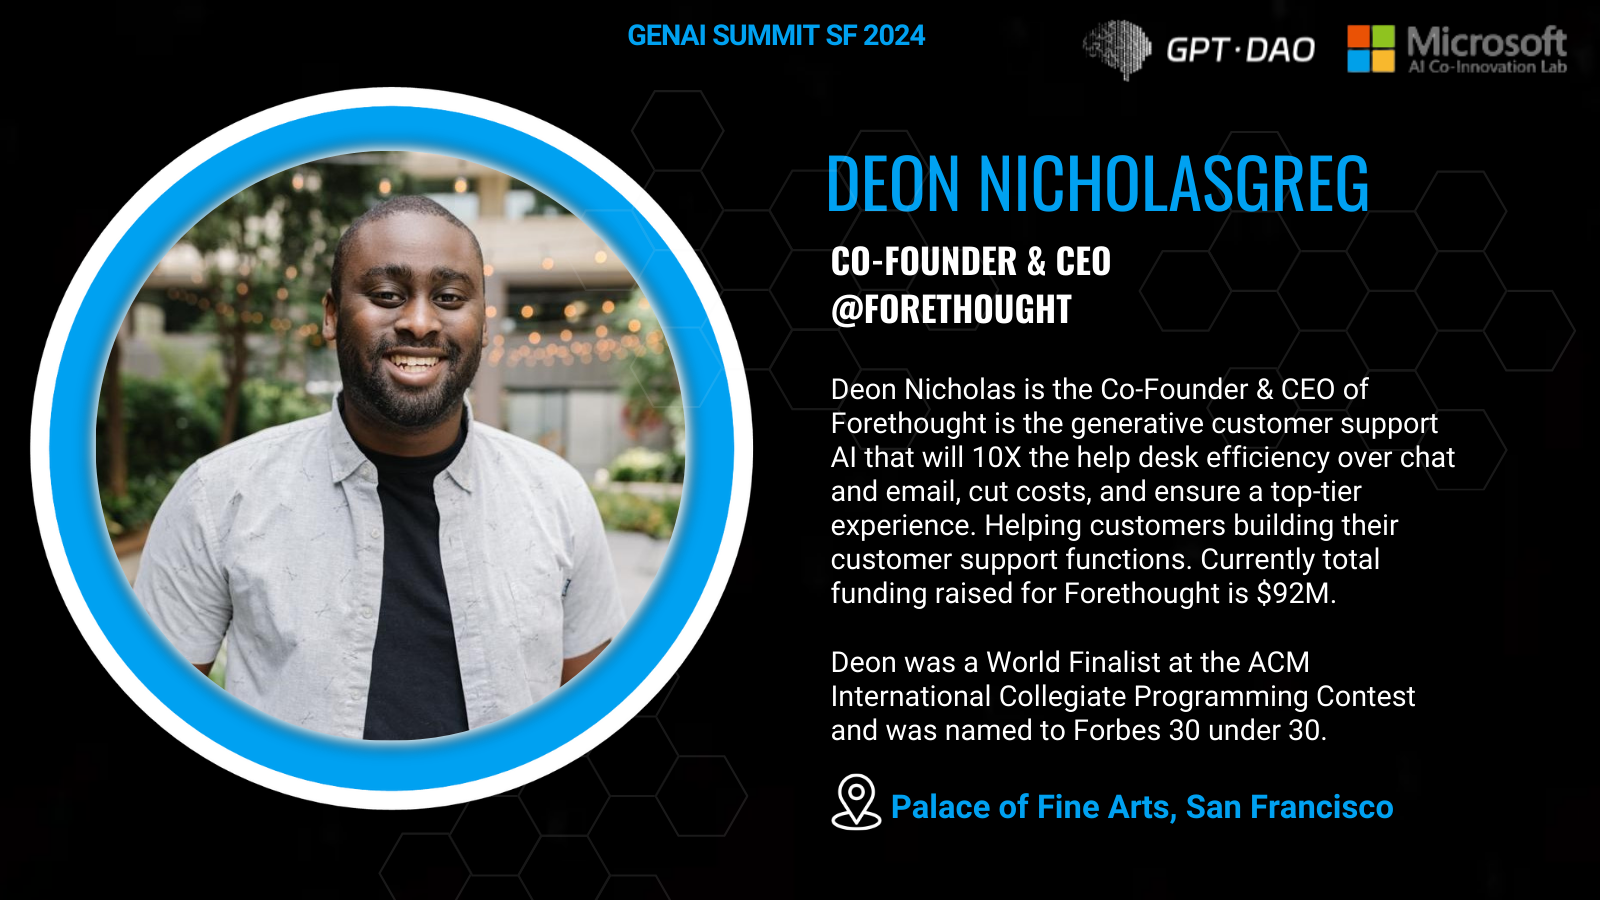 GENAI SUMMIT SF 2024
GPT·DAO
Microsoft
AI Co-Innovation Lab
DEON NICHOLASGREG
CO-FOUNDER & CEO
@FORETHOUGHT
Deon Nicholas is the Co-Founder & CEO of
Forethought is the generative customer support
AI that will 10X the help desk efficiency over chat
and email, cut costs, and ensure a top-tier
experience. Helping customers building their
customer support functions. Currently total
funding raised for Forethought is $92M.
Deon was a World Finalist at the ACM
International Collegiate Programming Contest
and was named to Forbes 30 under 30.
Palace of Fine Arts, San Francisco